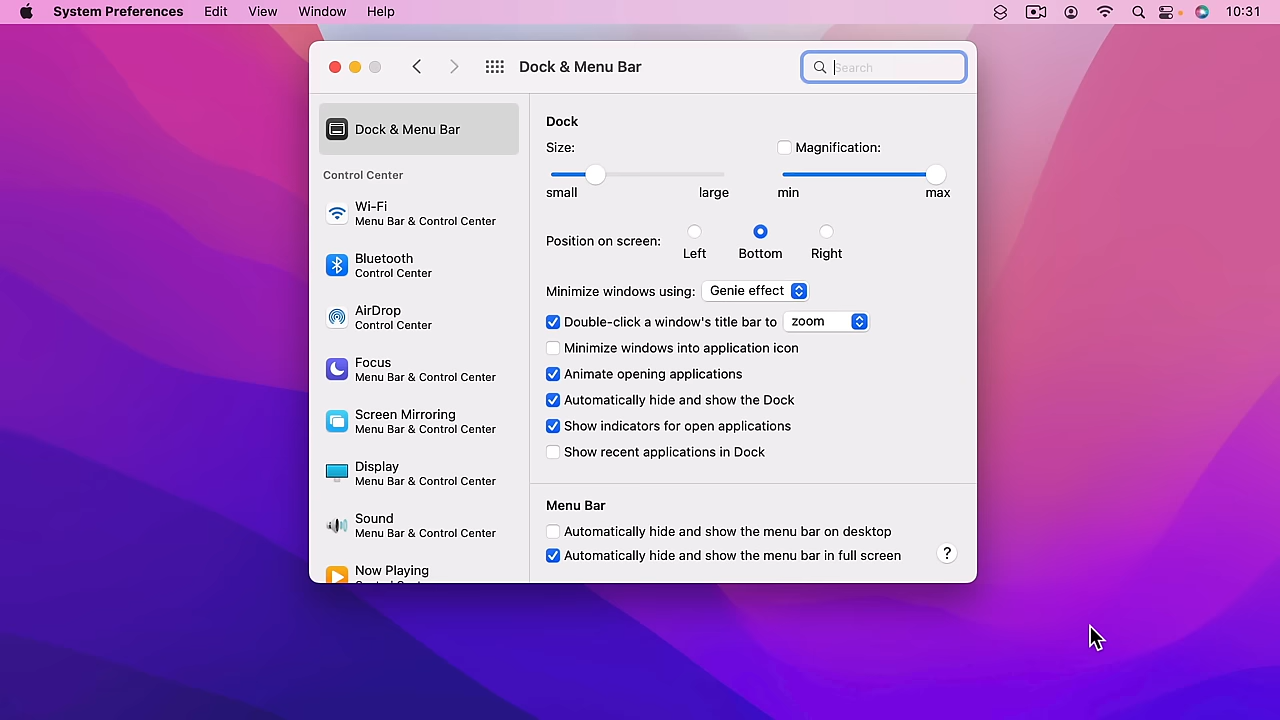 System Preferences Edit View Window Help 10:31
Dock & Menu Bar
Search
Dock & Menu Bar
Control Center
Wi-Fi
Menu Bar & Control Center
Bluetooth
Control Center
AirDrop
Control Center
Focus
Menu Bar & Control Center
Screen Mirroring
Menu Bar & Control Center
Display
Menu Bar & Control Center
Sound
Menu Bar & Control Center
Now Playing
Dock
Size:
small large
Magnification:
min max
Position on screen:
Left Bottom Right
Minimize windows using: Genie effect
Double-click a window's title bar to zoom
Minimize windows into application icon
Animate opening applications
Automatically hide and show the Dock
Show indicators for open applications
Show recent applications in Dock
Menu Bar
Automatically hide and show the menu bar on desktop
Automatically hide and show the menu bar in full screen
?